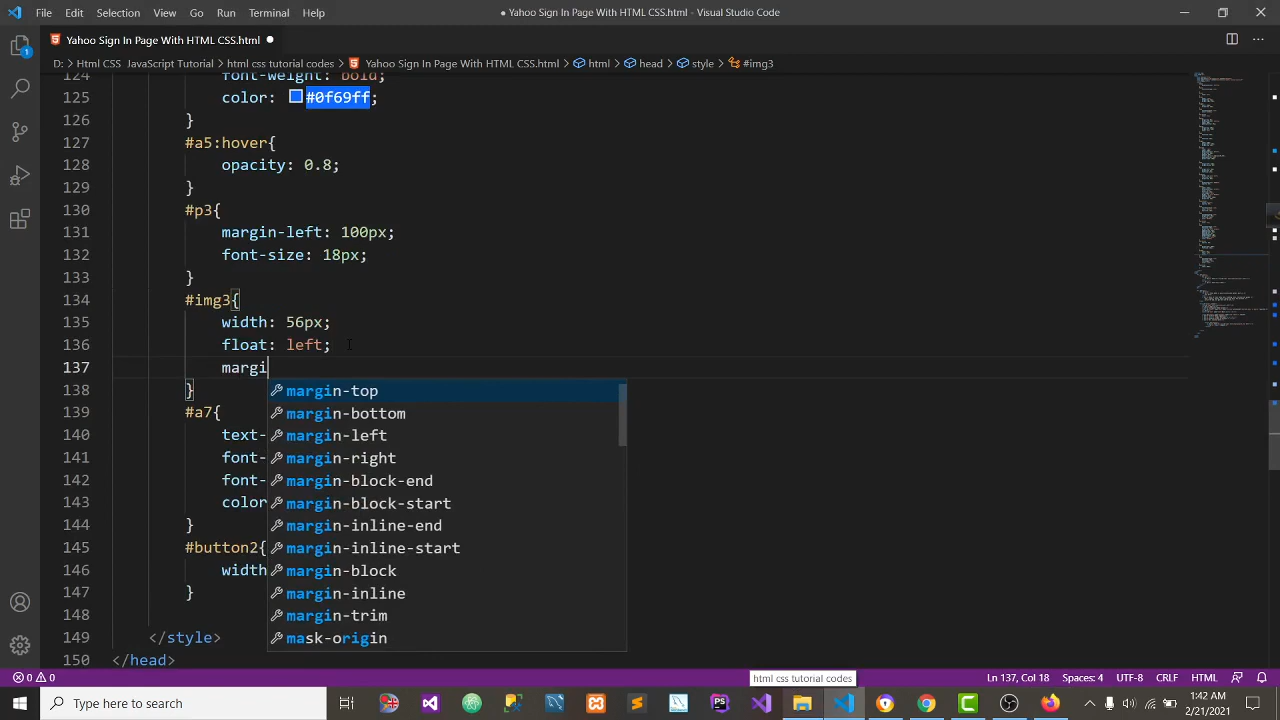 File Edit Selection View Go Run Terminal Help
● Yahoo Sign In Page With HTML CSS.html - Visual Studio Code
Yahoo Sign In Page With HTML CSS.html ●
D: > Html CSS JavaScript Tutorial > html css tutorial codes > Yahoo Sign In Page With HTML CSS.html > html > head > style > #img3
124 font-weight: bold;
125 color: #0f69ff;
126 }
127 #a5:hover{
128 opacity: 0.8;
129 }
130 #p3{
131 margin-left: 100px;
132 font-size: 18px;
133 }
134 #img3{
135 width: 56px;
136 float: left;
137 margi
138 }
margin-top
139 #a7{
margin-bottom
140 text-
margin-left
141 font-
margin-right
142 font-
margin-block-end
143 color
margin-block-start
144 }
margin-inline-end
145 #button2{
margin-inline-start
146 width
margin-block
147 }
margin-inline
148
margin-trim
149 </style>
mask-origin
150 </head>
html css tutorial codes
0 0
Ln 137, Col 18 Spaces: 4 UTF-8 CRLF HTML
1
Type here to search
PS
1:42 AM
2/21/2021